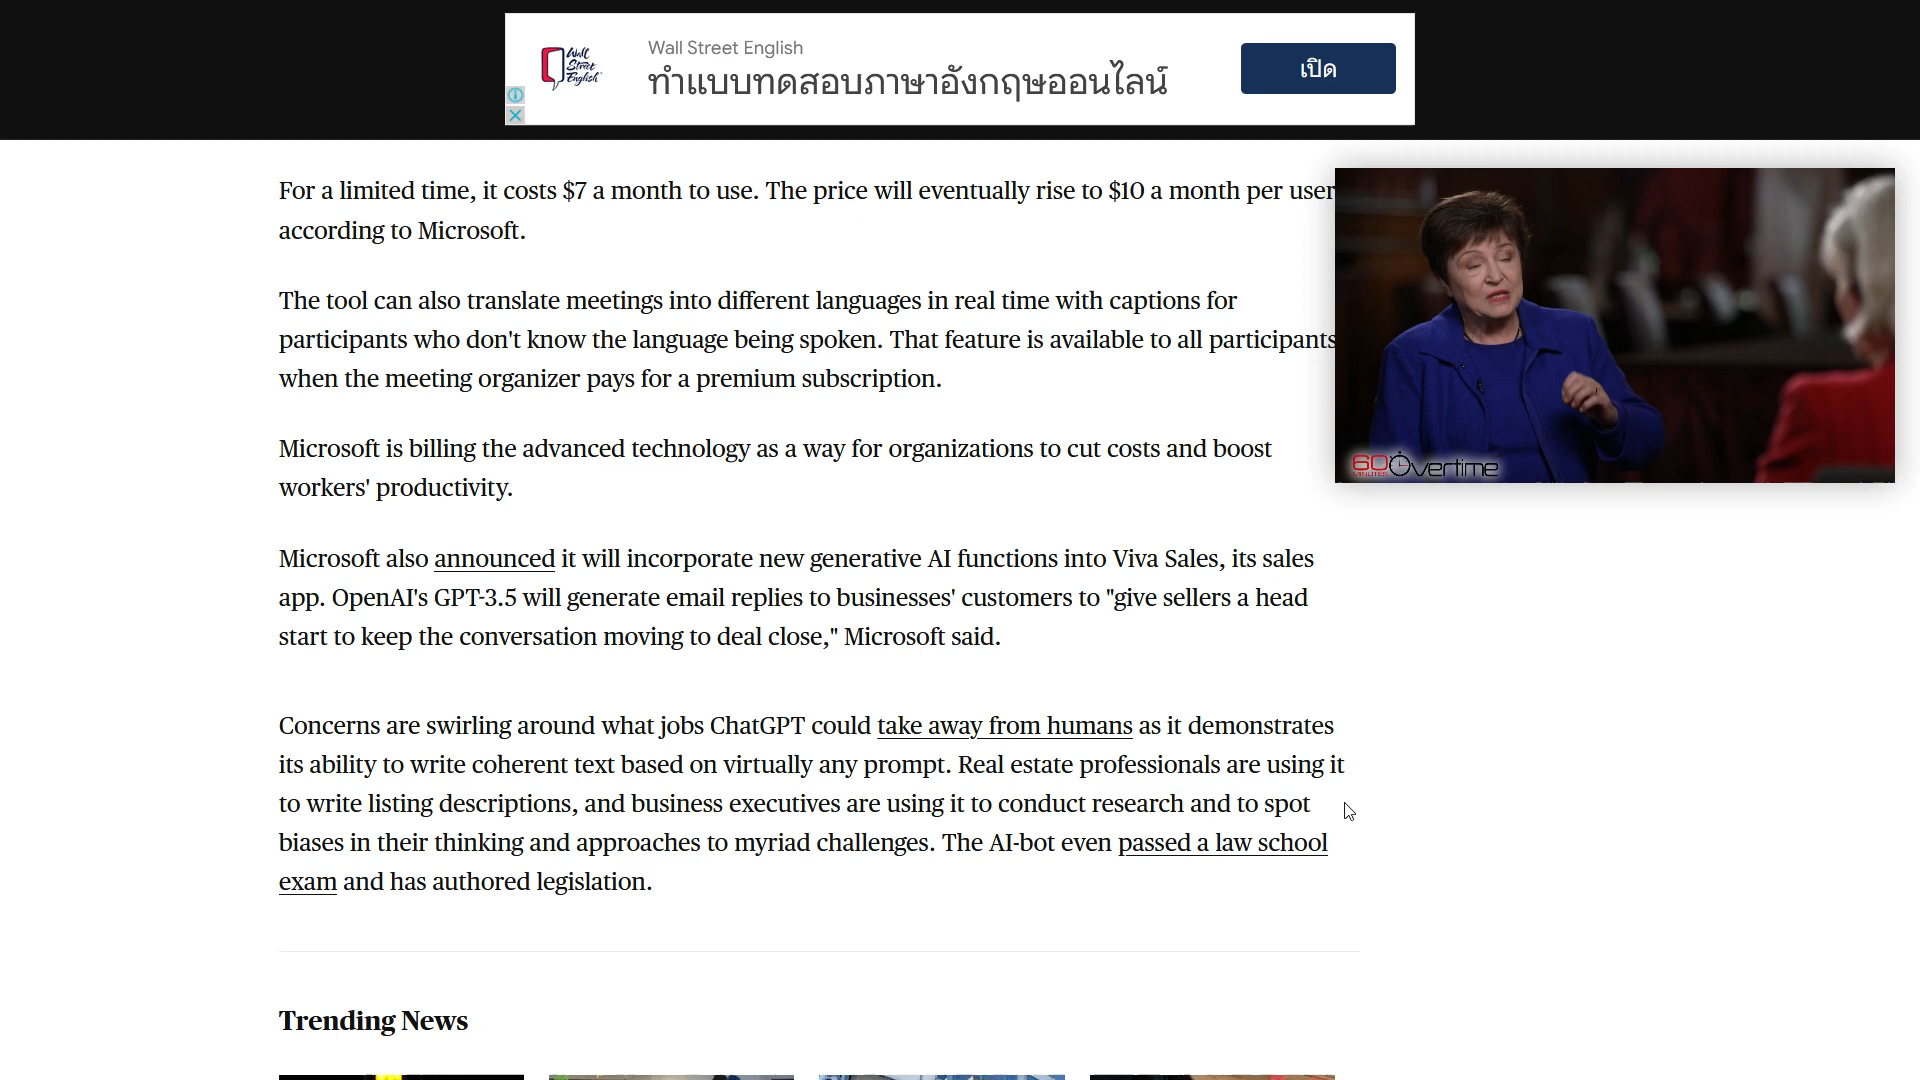 Wall Street English
Wall
Street
English
ทำแบบทดสอบภาษาอังกฤษออนไลน์
เปิด
For a limited time, it costs $7 a month to use. The price will eventually rise to $10 a month per user
according to Microsoft.
The tool can also translate meetings into different languages in real time with captions for
participants who don't know the language being spoken. That feature is available to all participants
when the meeting organizer pays for a premium subscription.
Microsoft is billing the advanced technology as a way for organizations to cut costs and boost
workers' productivity.
Microsoft also announced it will incorporate new generative AI functions into Viva Sales, its sales
app. OpenAI's GPT-3.5 will generate email replies to businesses' customers to "give sellers a head
start to keep the conversation moving to deal close," Microsoft said.
Concerns are swirling around what jobs ChatGPT could take away from humans as it demonstrates
its ability to write coherent text based on virtually any prompt. Real estate professionals are using it
to write listing descriptions, and business executives are using it to conduct research and to spot
biases in their thinking and approaches to myriad challenges. The AI-bot even passed a law school
exam and has authored legislation.
60 Overtime
MINUTES
Trending News